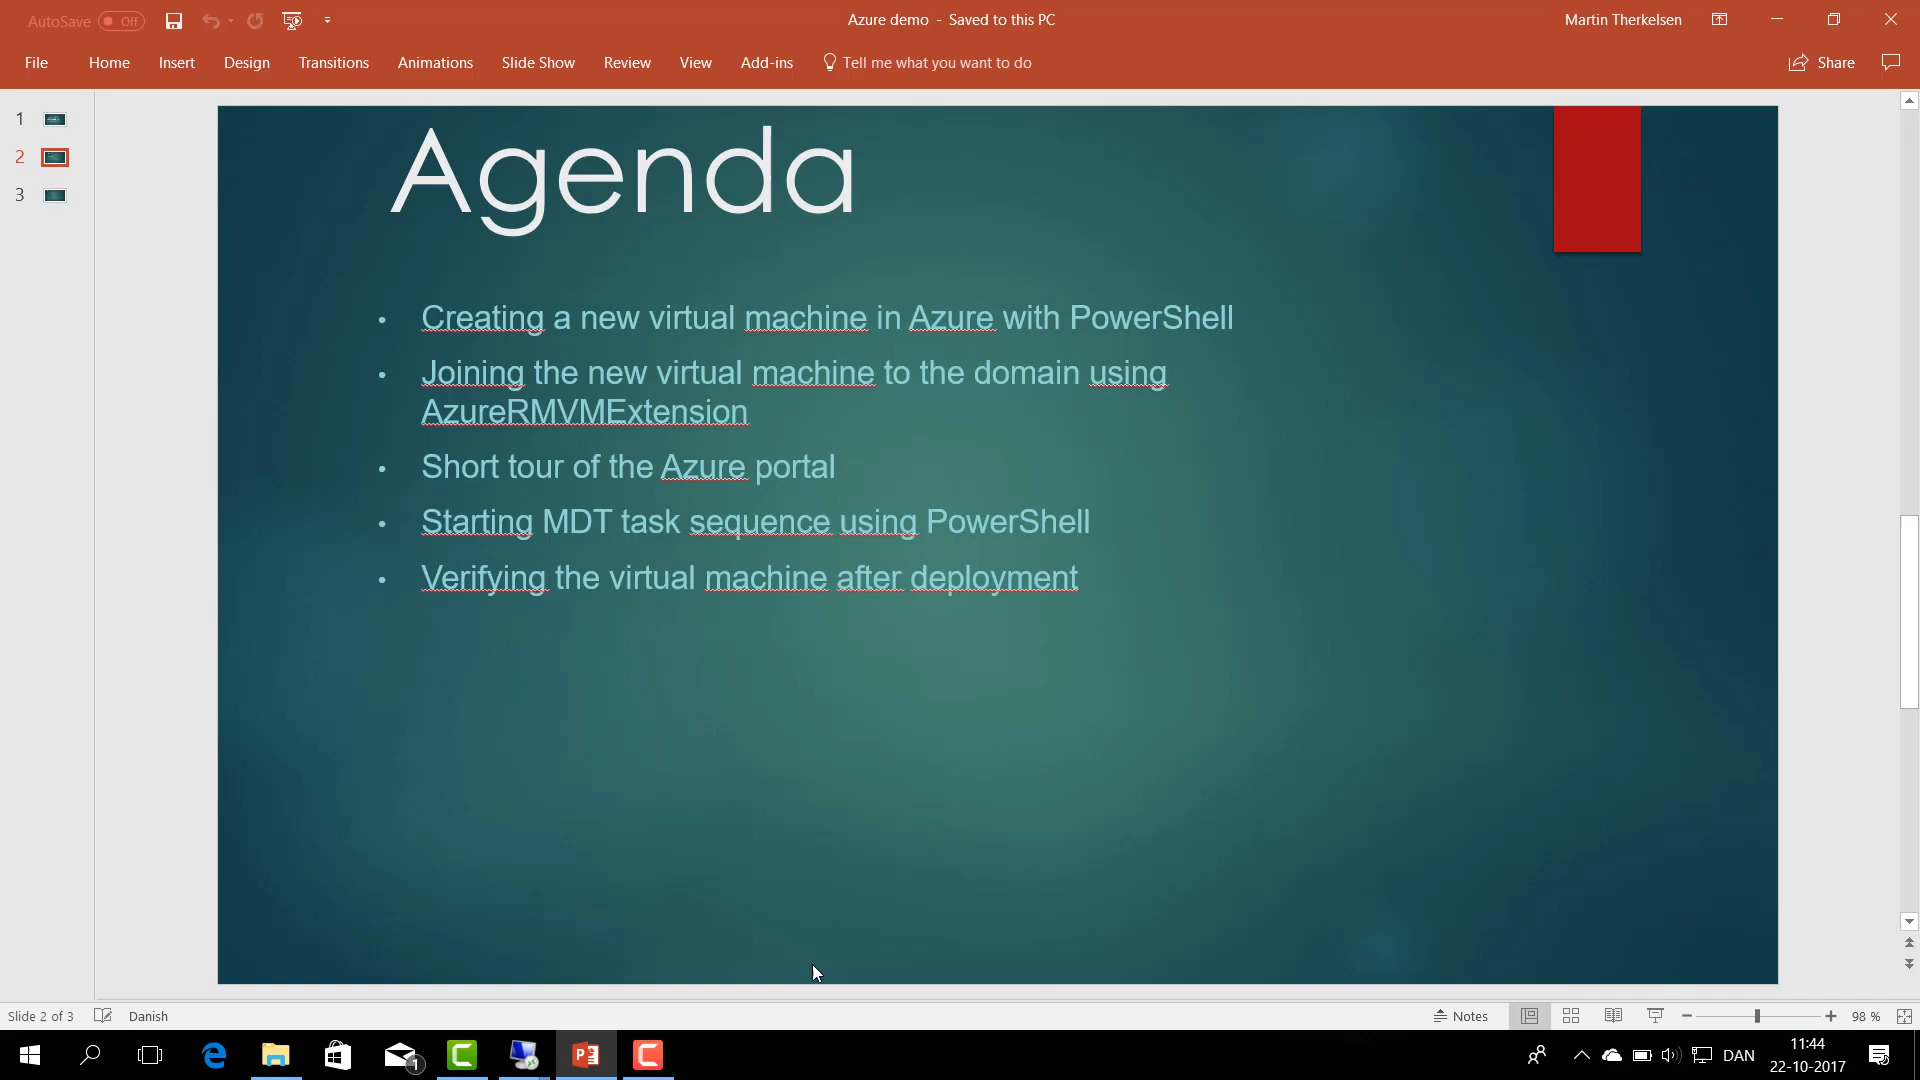 AutoSave Off
Azure demo - Saved to this PC
Martin Therkelsen
File Home Insert Design Transitions Animations Slide Show Review View Add-ins Tell me what you want to do Share
1
2
3
Agenda
• Creating a new virtual machine in Azure with PowerShell
• Joining the new virtual machine to the domain using
AzureRMVMExtension
• Short tour of the Azure portal
• Starting MDT task sequence using PowerShell
• Verifying the virtual machine after deployment
Slide 2 of 3 Danish Notes 98 %
1
DAN
11:44
22-10-2017